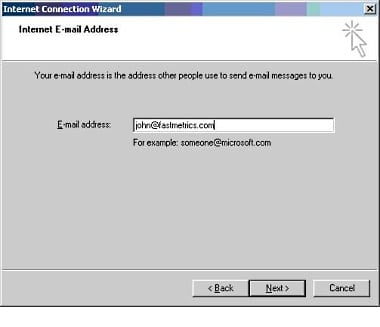 Internet Connection Wizard
Internet E-mail Address
Your e-mail address is the address other people use to send e-mail messages to you.
E-mail address: john@fastmetrics.com
For example: someone@microsoft.com
< Back Next > Cancel